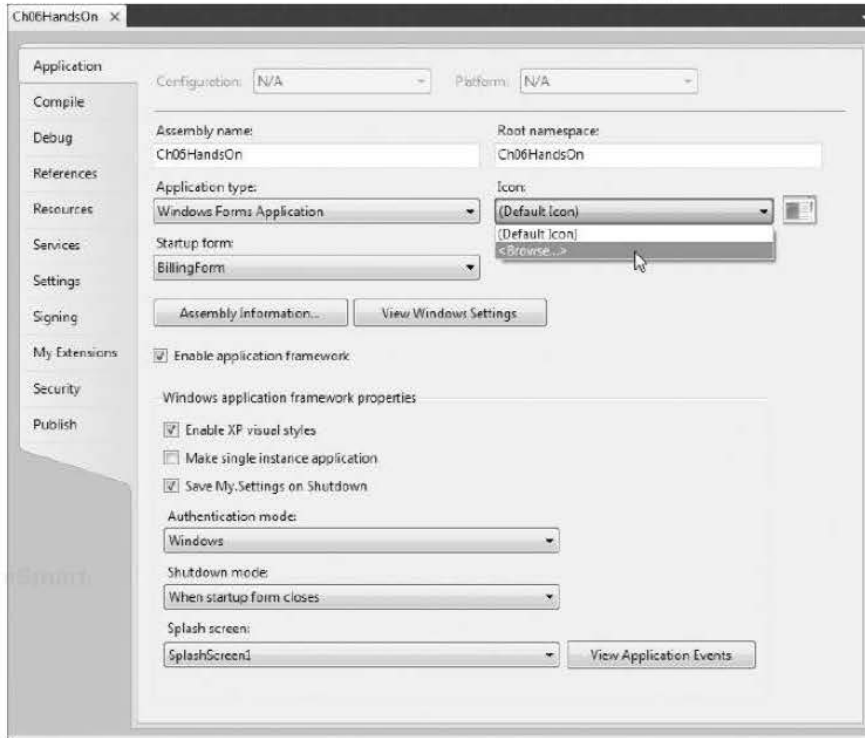 Ch06HandsOn ×
Application
Compile
Debug
References
Resources
Services
Settings
Signing
My Extensions
Security
Publish
Configuration: N/A Platform: N/A
Assembly name: Root namespace:
Ch06HandsOn Ch06HandsOn
Application type: Icon:
Windows Forms Application (Default Icon)
(Default Icon)
Startup form: <Browse...>
BillingForm
Assembly Information... View Windows Settings
Enable application framework
Windows application framework properties
Enable XP visual styles
Make single instance application
Save My.Settings on Shutdown
Authentication mode:
Windows
Shutdown mode:
When startup form closes
Splash screen:
SplashScreen1 View Application Events